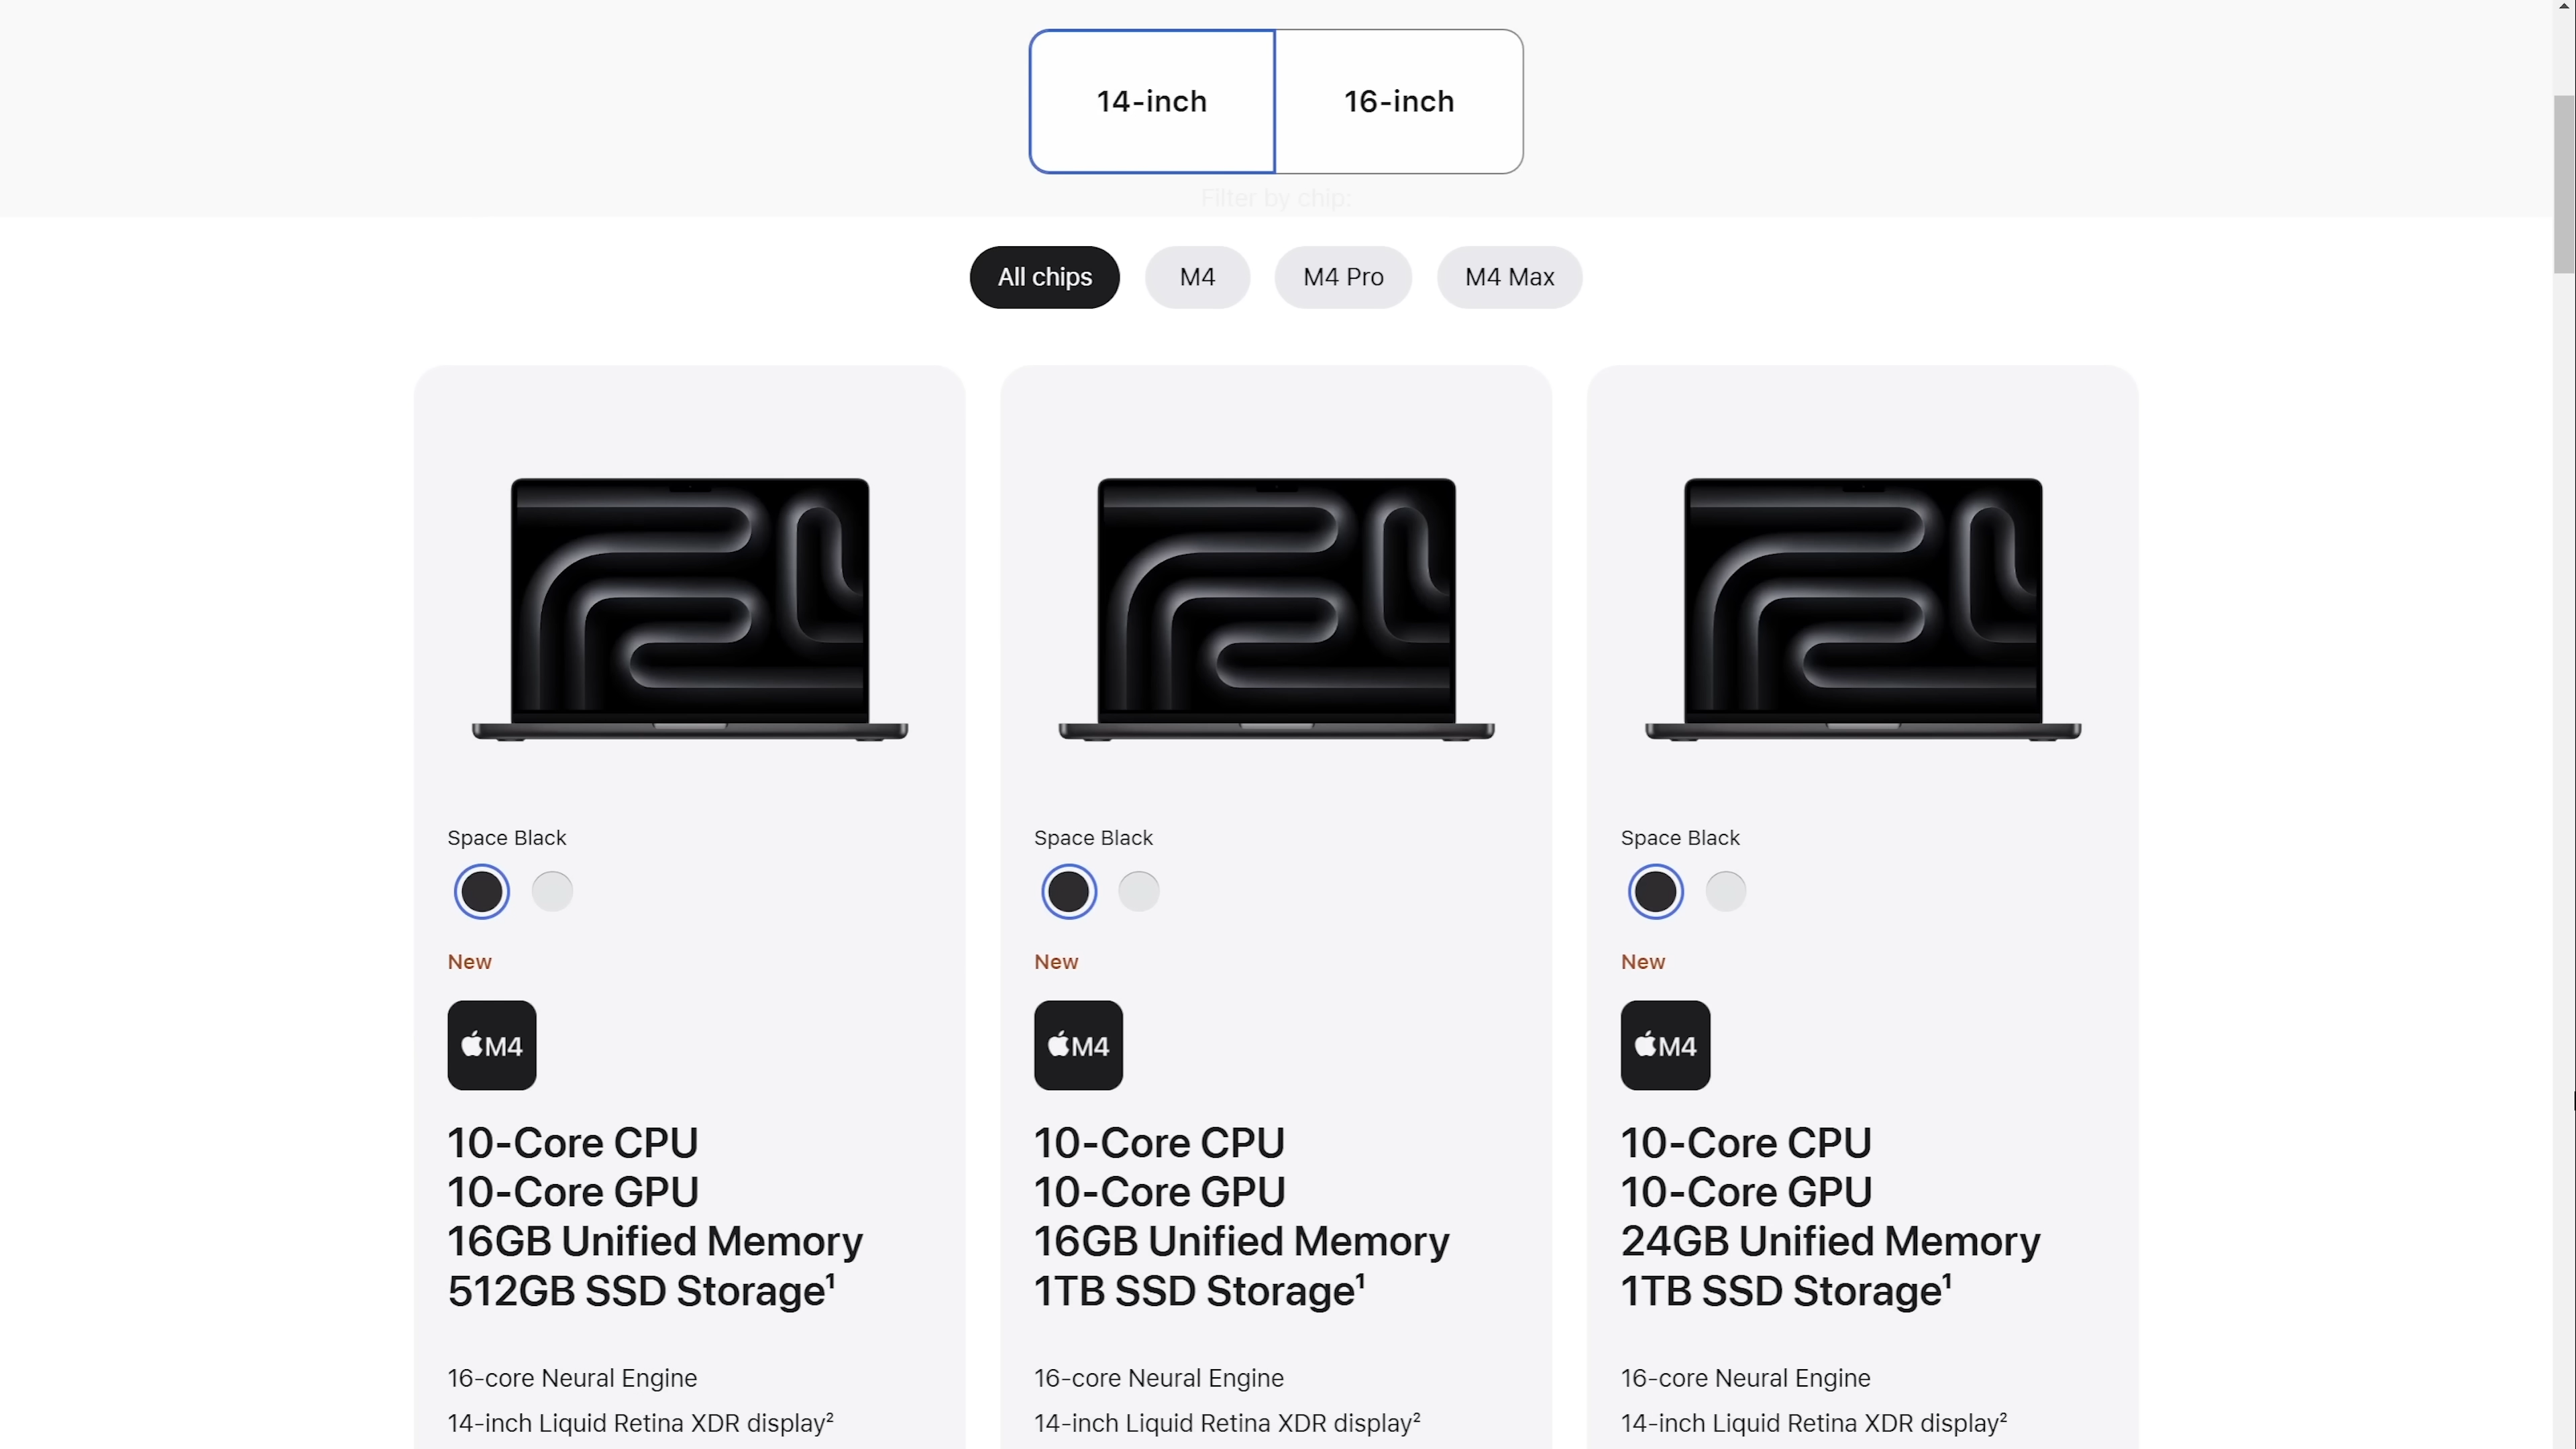 14-inch
16-inch
Filter by chip:
All chips
M4
M4 Pro
M4 Max
Space Black
New
M4
10-Core CPU
10-Core GPU
16GB Unified Memory
512GB SSD Storage¹
16-core Neural Engine
14-inch Liquid Retina XDR display²
Space Black
New
M4
10-Core CPU
10-Core GPU
16GB Unified Memory
1TB SSD Storage¹
16-core Neural Engine
14-inch Liquid Retina XDR display²
Space Black
New
M4
10-Core CPU
10-Core GPU
24GB Unified Memory
1TB SSD Storage¹
16-core Neural Engine
14-inch Liquid Retina XDR display²